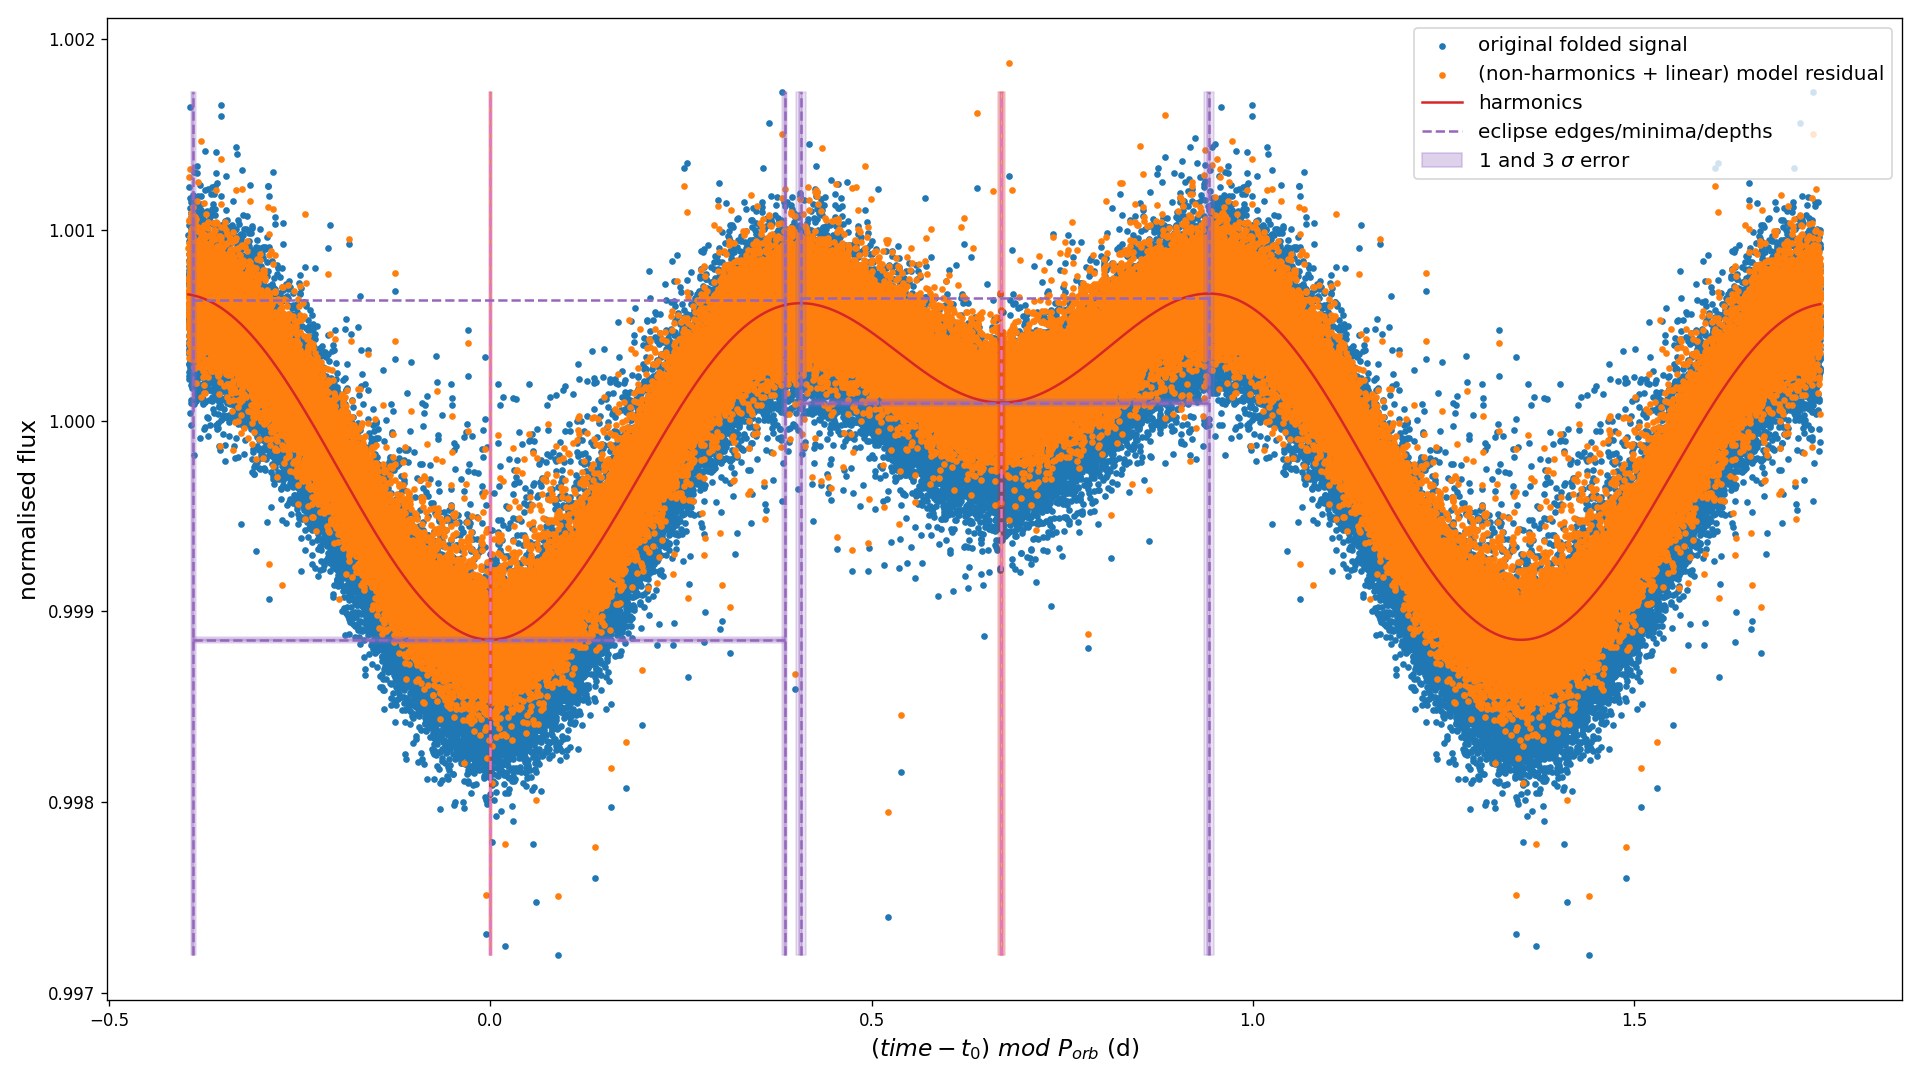 1.002
1.001
1.000
0.999
0.998
0.997
normalised flux
original folded signal
(non-harmonics + linear) model residual
harmonics
eclipse edges/minima/depths
1 and 3 σ error
−0.5
0.0
0.5
1.0
1.5
(time − t₀) mod P_orb (d)